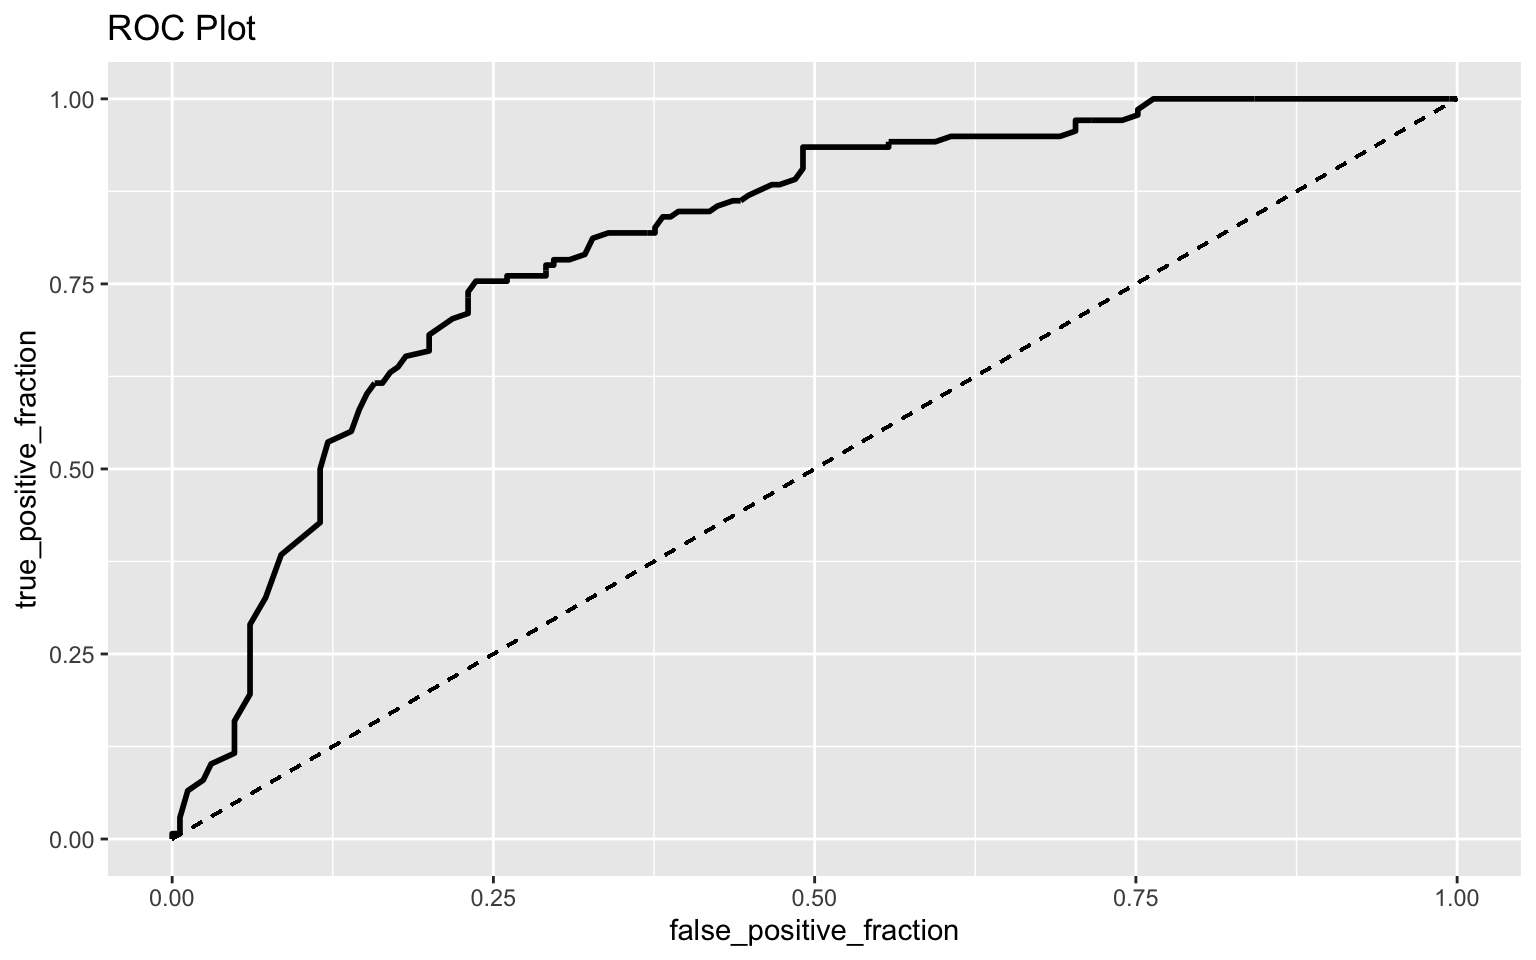 ROC Plot
1.00
0.75
0.50
0.25
0.00
true_positive_fraction
0.00 0.25 0.50 0.75 1.00
false_positive_fraction